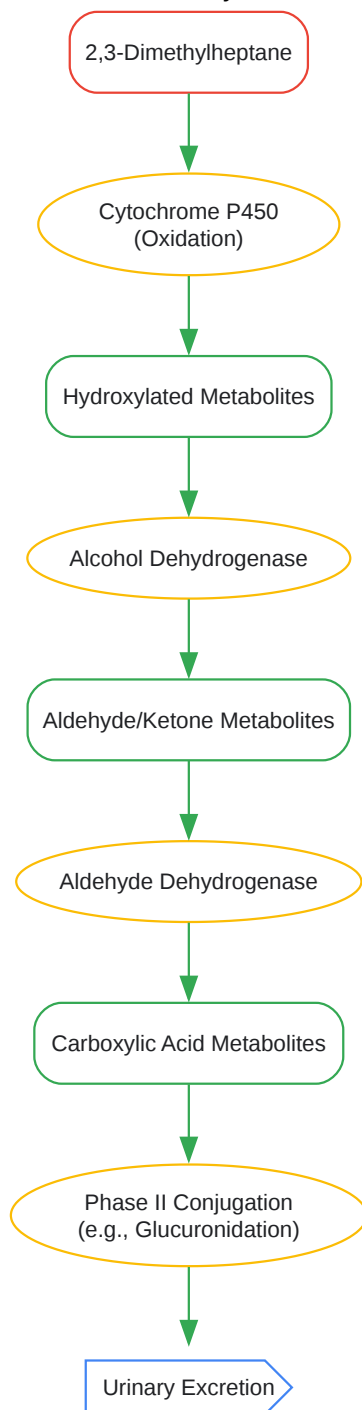 2,3-Dimethylheptane
Cytochrome P450
(Oxidation)
Hydroxylated Metabolites
Alcohol Dehydrogenase
Aldehyde/Ketone Metabolites
Aldehyde Dehydrogenase
Carboxylic Acid Metabolites
Phase II Conjugation
(e.g., Glucuronidation)
Urinary Excretion